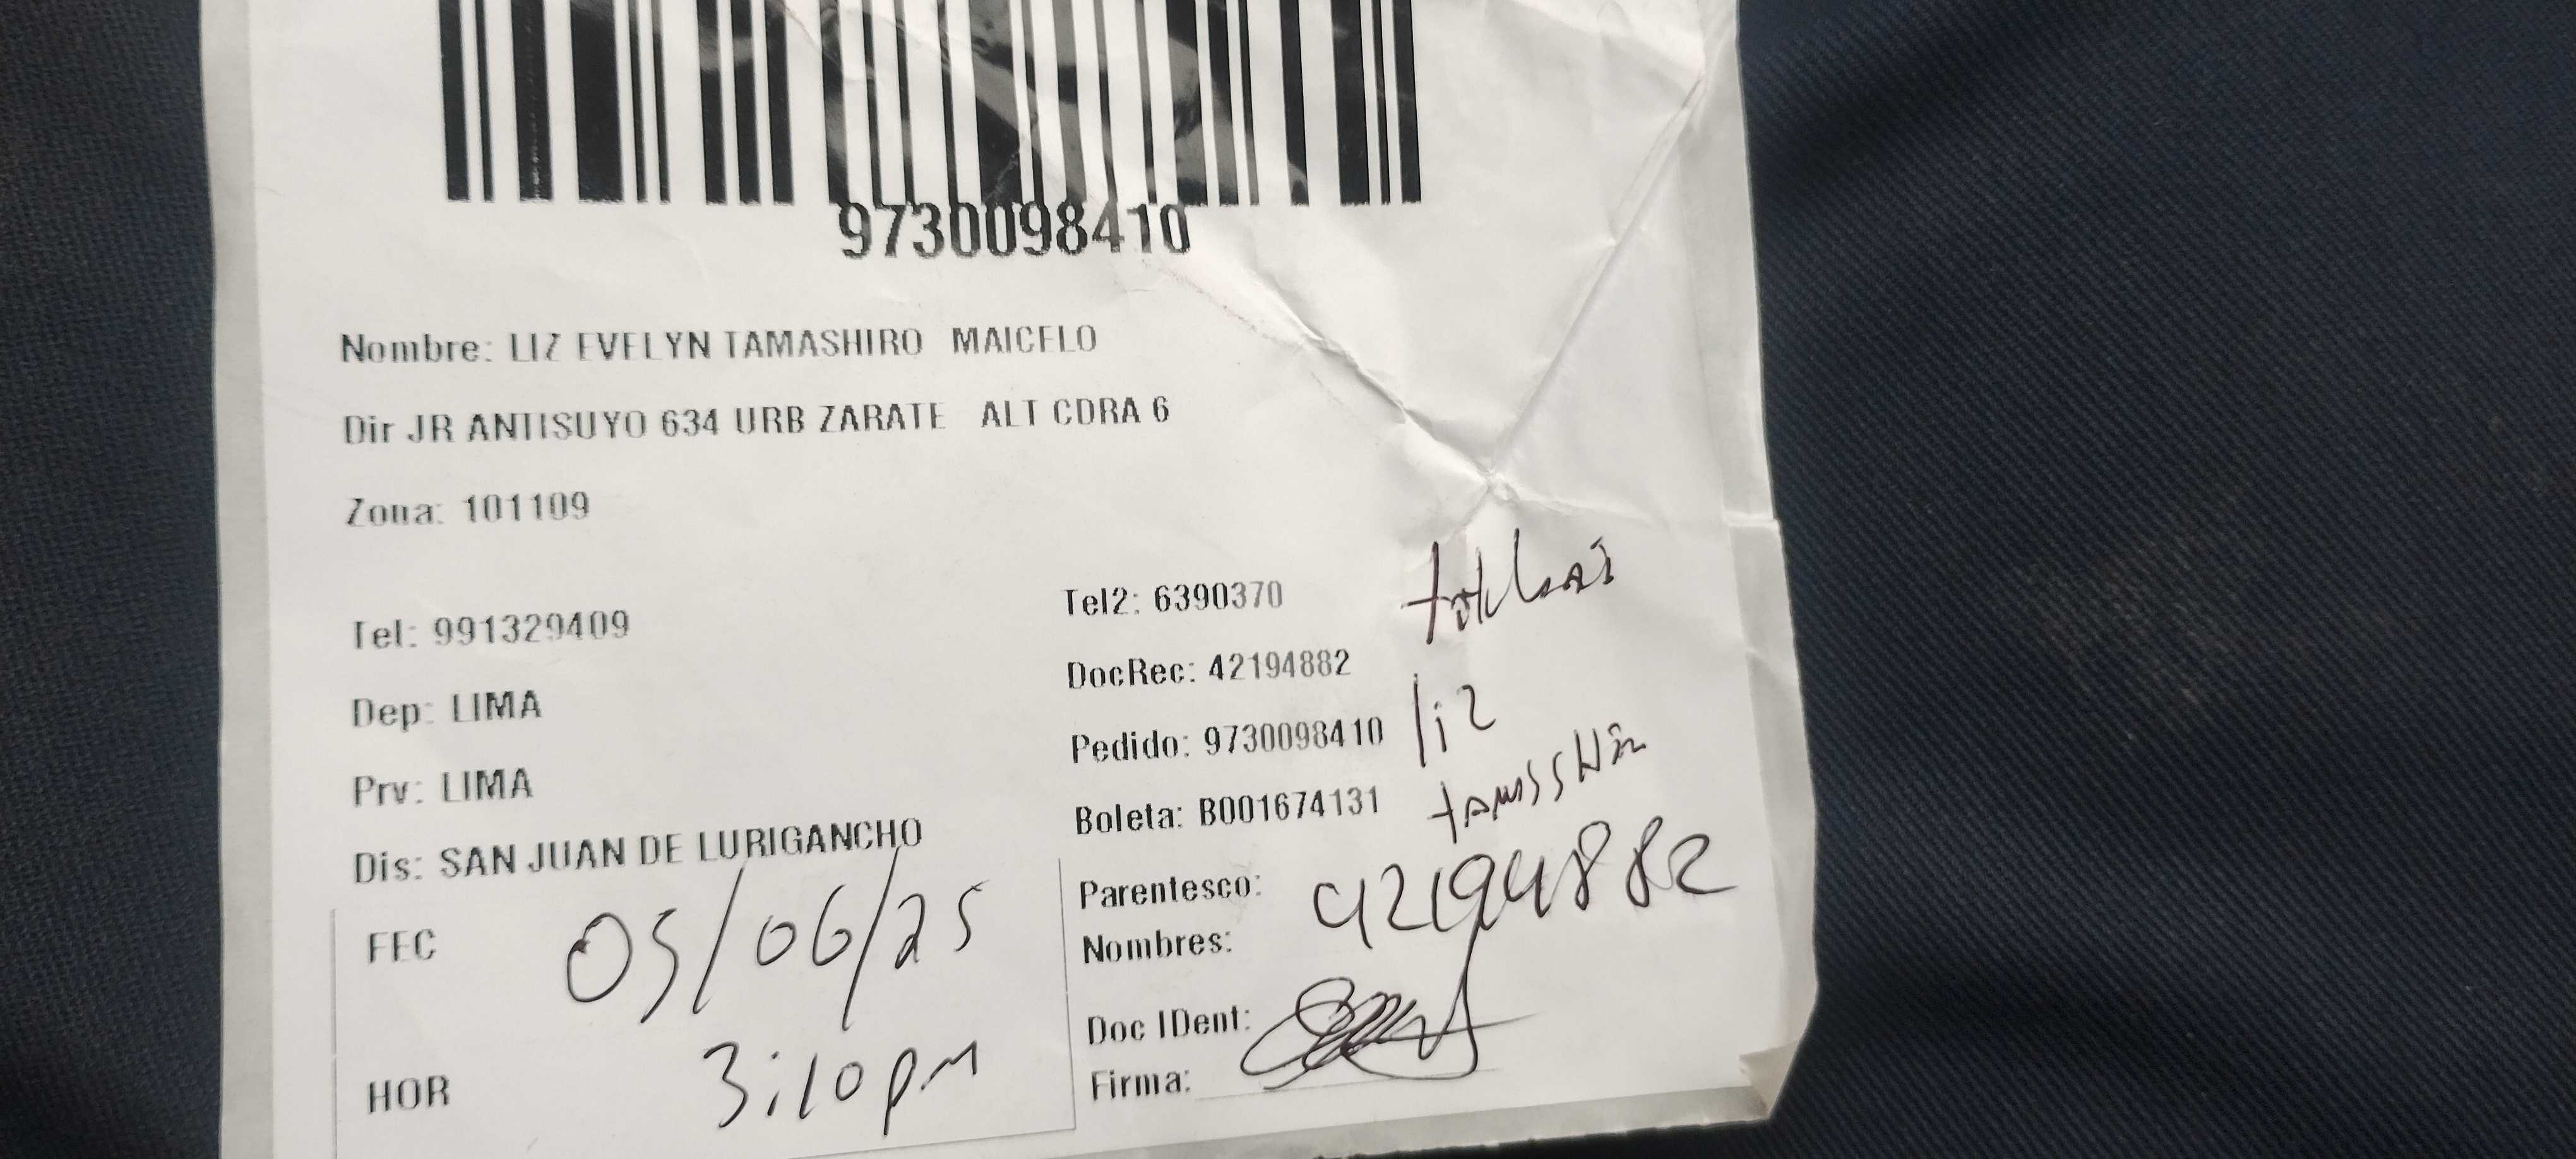 9730098410
Nombre: LIZ EVELYN TAMASHIRO MAICELO
Dir JR ANTISUYO 634 URB ZARATE ALT CDRA 6
Zona: 101109
Tel: 991329409
Tel2: 6390370
Dep: LIMA
DocRec: 42194882
Prv: LIMA
Pedido: 9730098410
liz
Dis: SAN JUAN DE LURIGANCHO
Boleta: B001674131
FEC 05/06/25
Parentesco: 42194882
Nombres:
Doc IDent:
HOR 3:10pm
Firma: